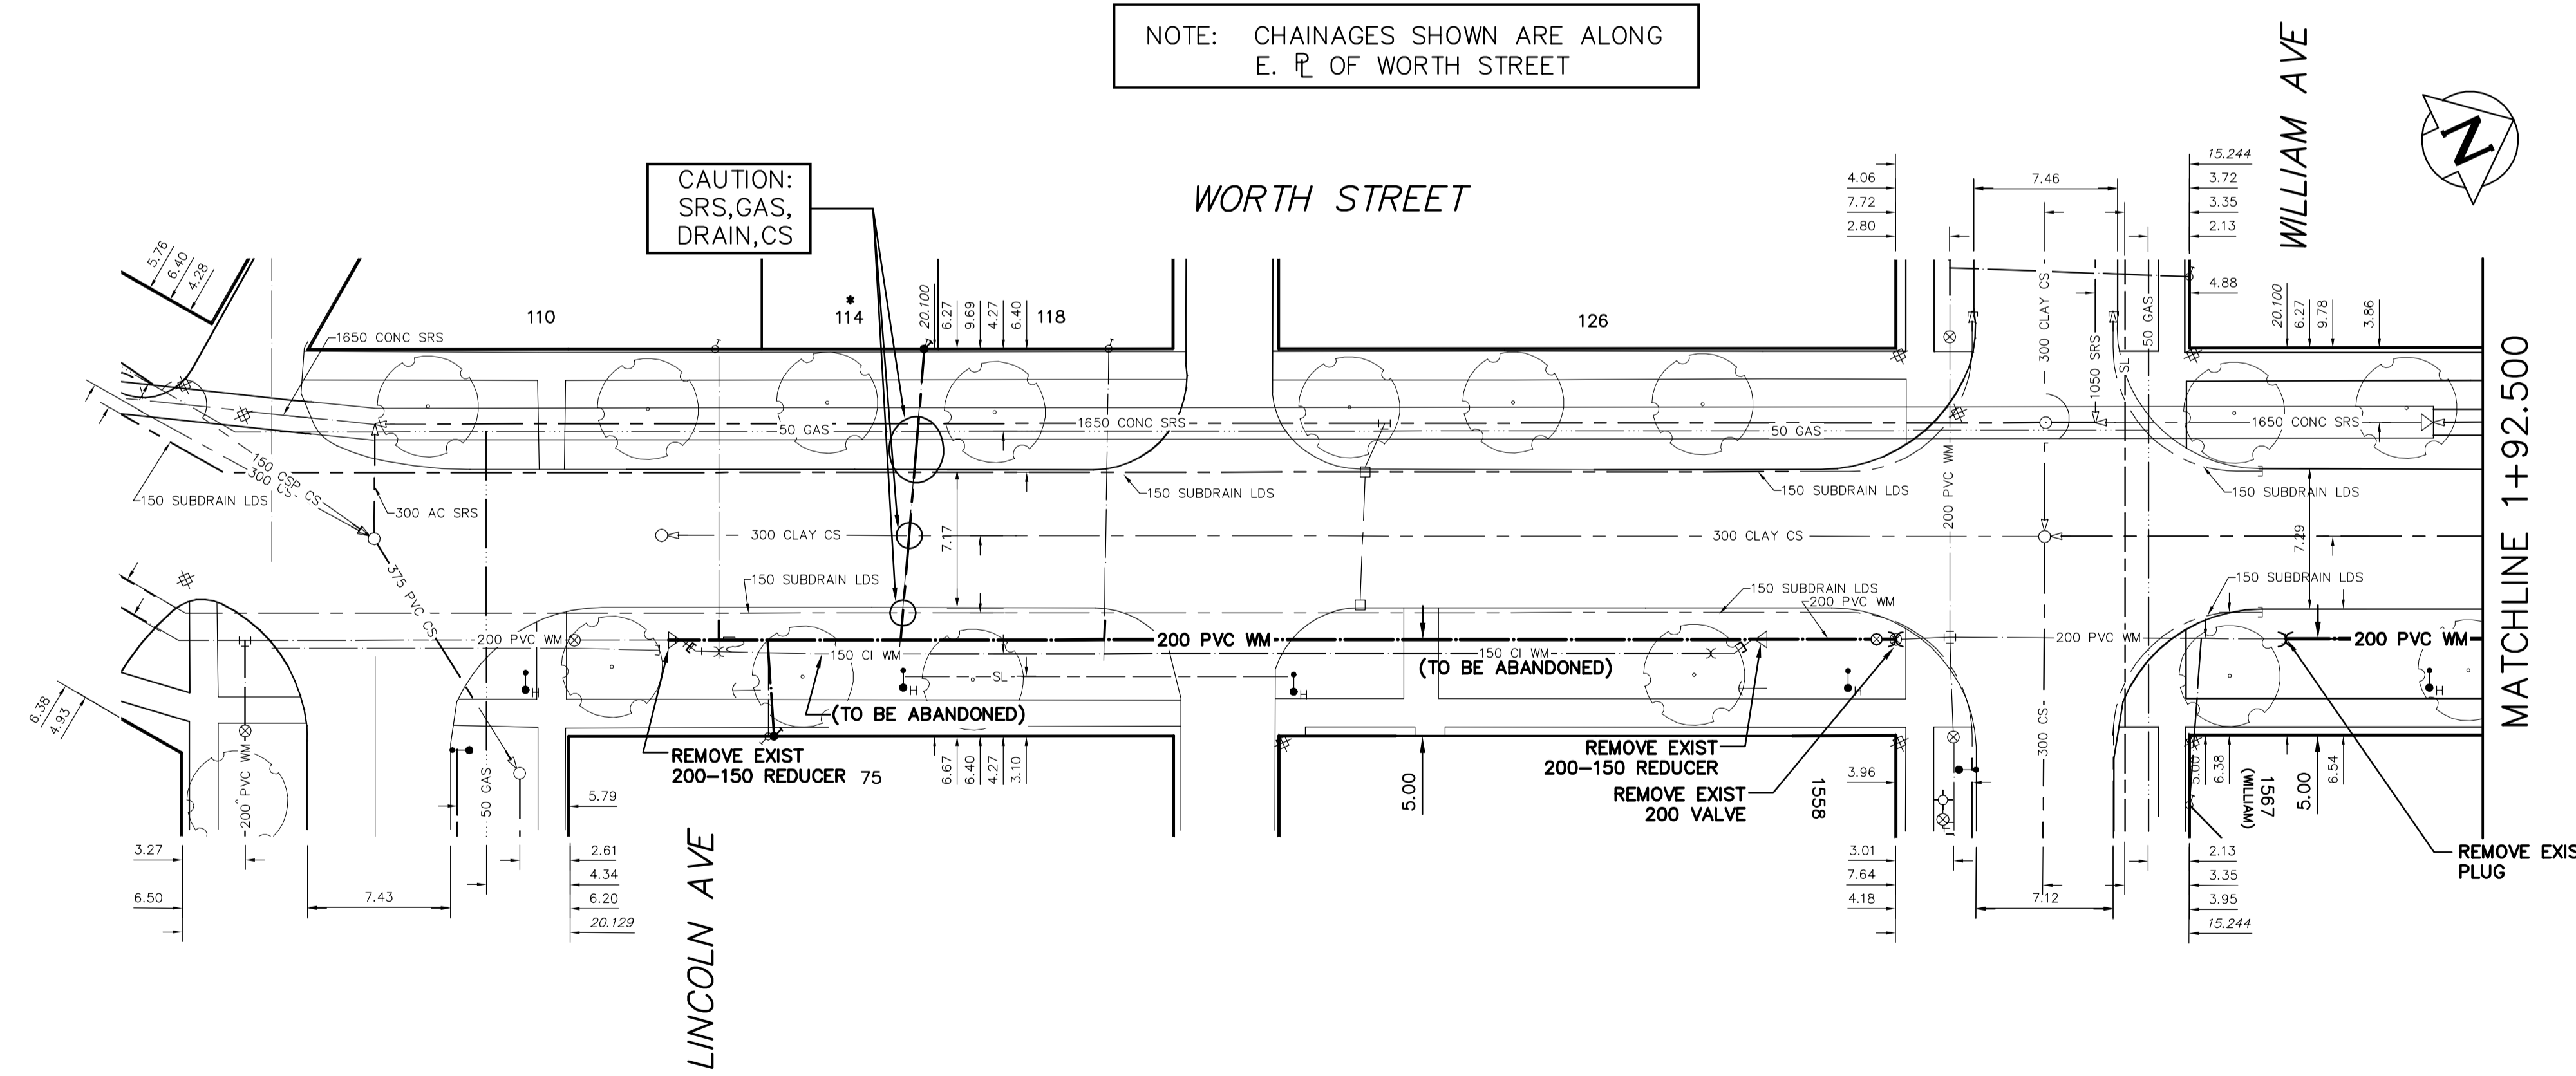 NOTE: CHAINAGES SHOWN ARE ALONG
E. PL OF WORTH STREET
WILLIAM AVE
N
CAUTION:
SRS,GAS,
DRAIN,CS
WORTH STREET
4.06
7.72
2.80
7.46
15.244
3.72
3.35
2.13
4.88
5.76
6.40
4.28
1650 CONC SRS
110
114
*
118
126
20.100
6.27
9.69
4.27
6.40
20.100
6.27
9.78
3.86
300 CLAY CS
1050 SRS
SL
50 GAS
50 GAS
1650 CONC SRS
50 GAS
1650 CONC SRS
150 CSP CS
300 CS
150 SUBDRAIN LDS
300 AC SRS
150 SUBDRAIN LDS
150 SUBDRAIN LDS
150 SUBDRAIN LDS
200 PVC WM
300 CLAY CS
7.17
300 CLAY CS
7.29
MATCHLINE 1+92.500
375 PVC CS
150 SUBDRAIN LDS
150 SUBDRAIN LDS
200 PVC WM
150 SUBDRAIN LDS
200 PVC WM
200 PVC WM
200 PVC WM
200 PVC WM
150 CI WM
150 CI WM
(TO BE ABANDONED)
SL
H
H
H
H
(TO BE ABANDONED)
6.38
4.93
200 PVC WM
50 GAS
300 CS
REMOVE EXIST
200-150 REDUCER
75
6.67
6.40
4.27
3.10
5.00
REMOVE EXIST
200-150 REDUCER
REMOVE EXIST
200 VALVE
1558
3.96
5.00
6.38
1567
(WILLIAM)
5.00
6.54
5.79
3.27
6.50
7.43
2.61
4.34
6.20
20.129
LINCOLN AVE
3.01
7.64
4.18
7.12
2.13
3.35
3.95
15.244
REMOVE EXIS
PLUG